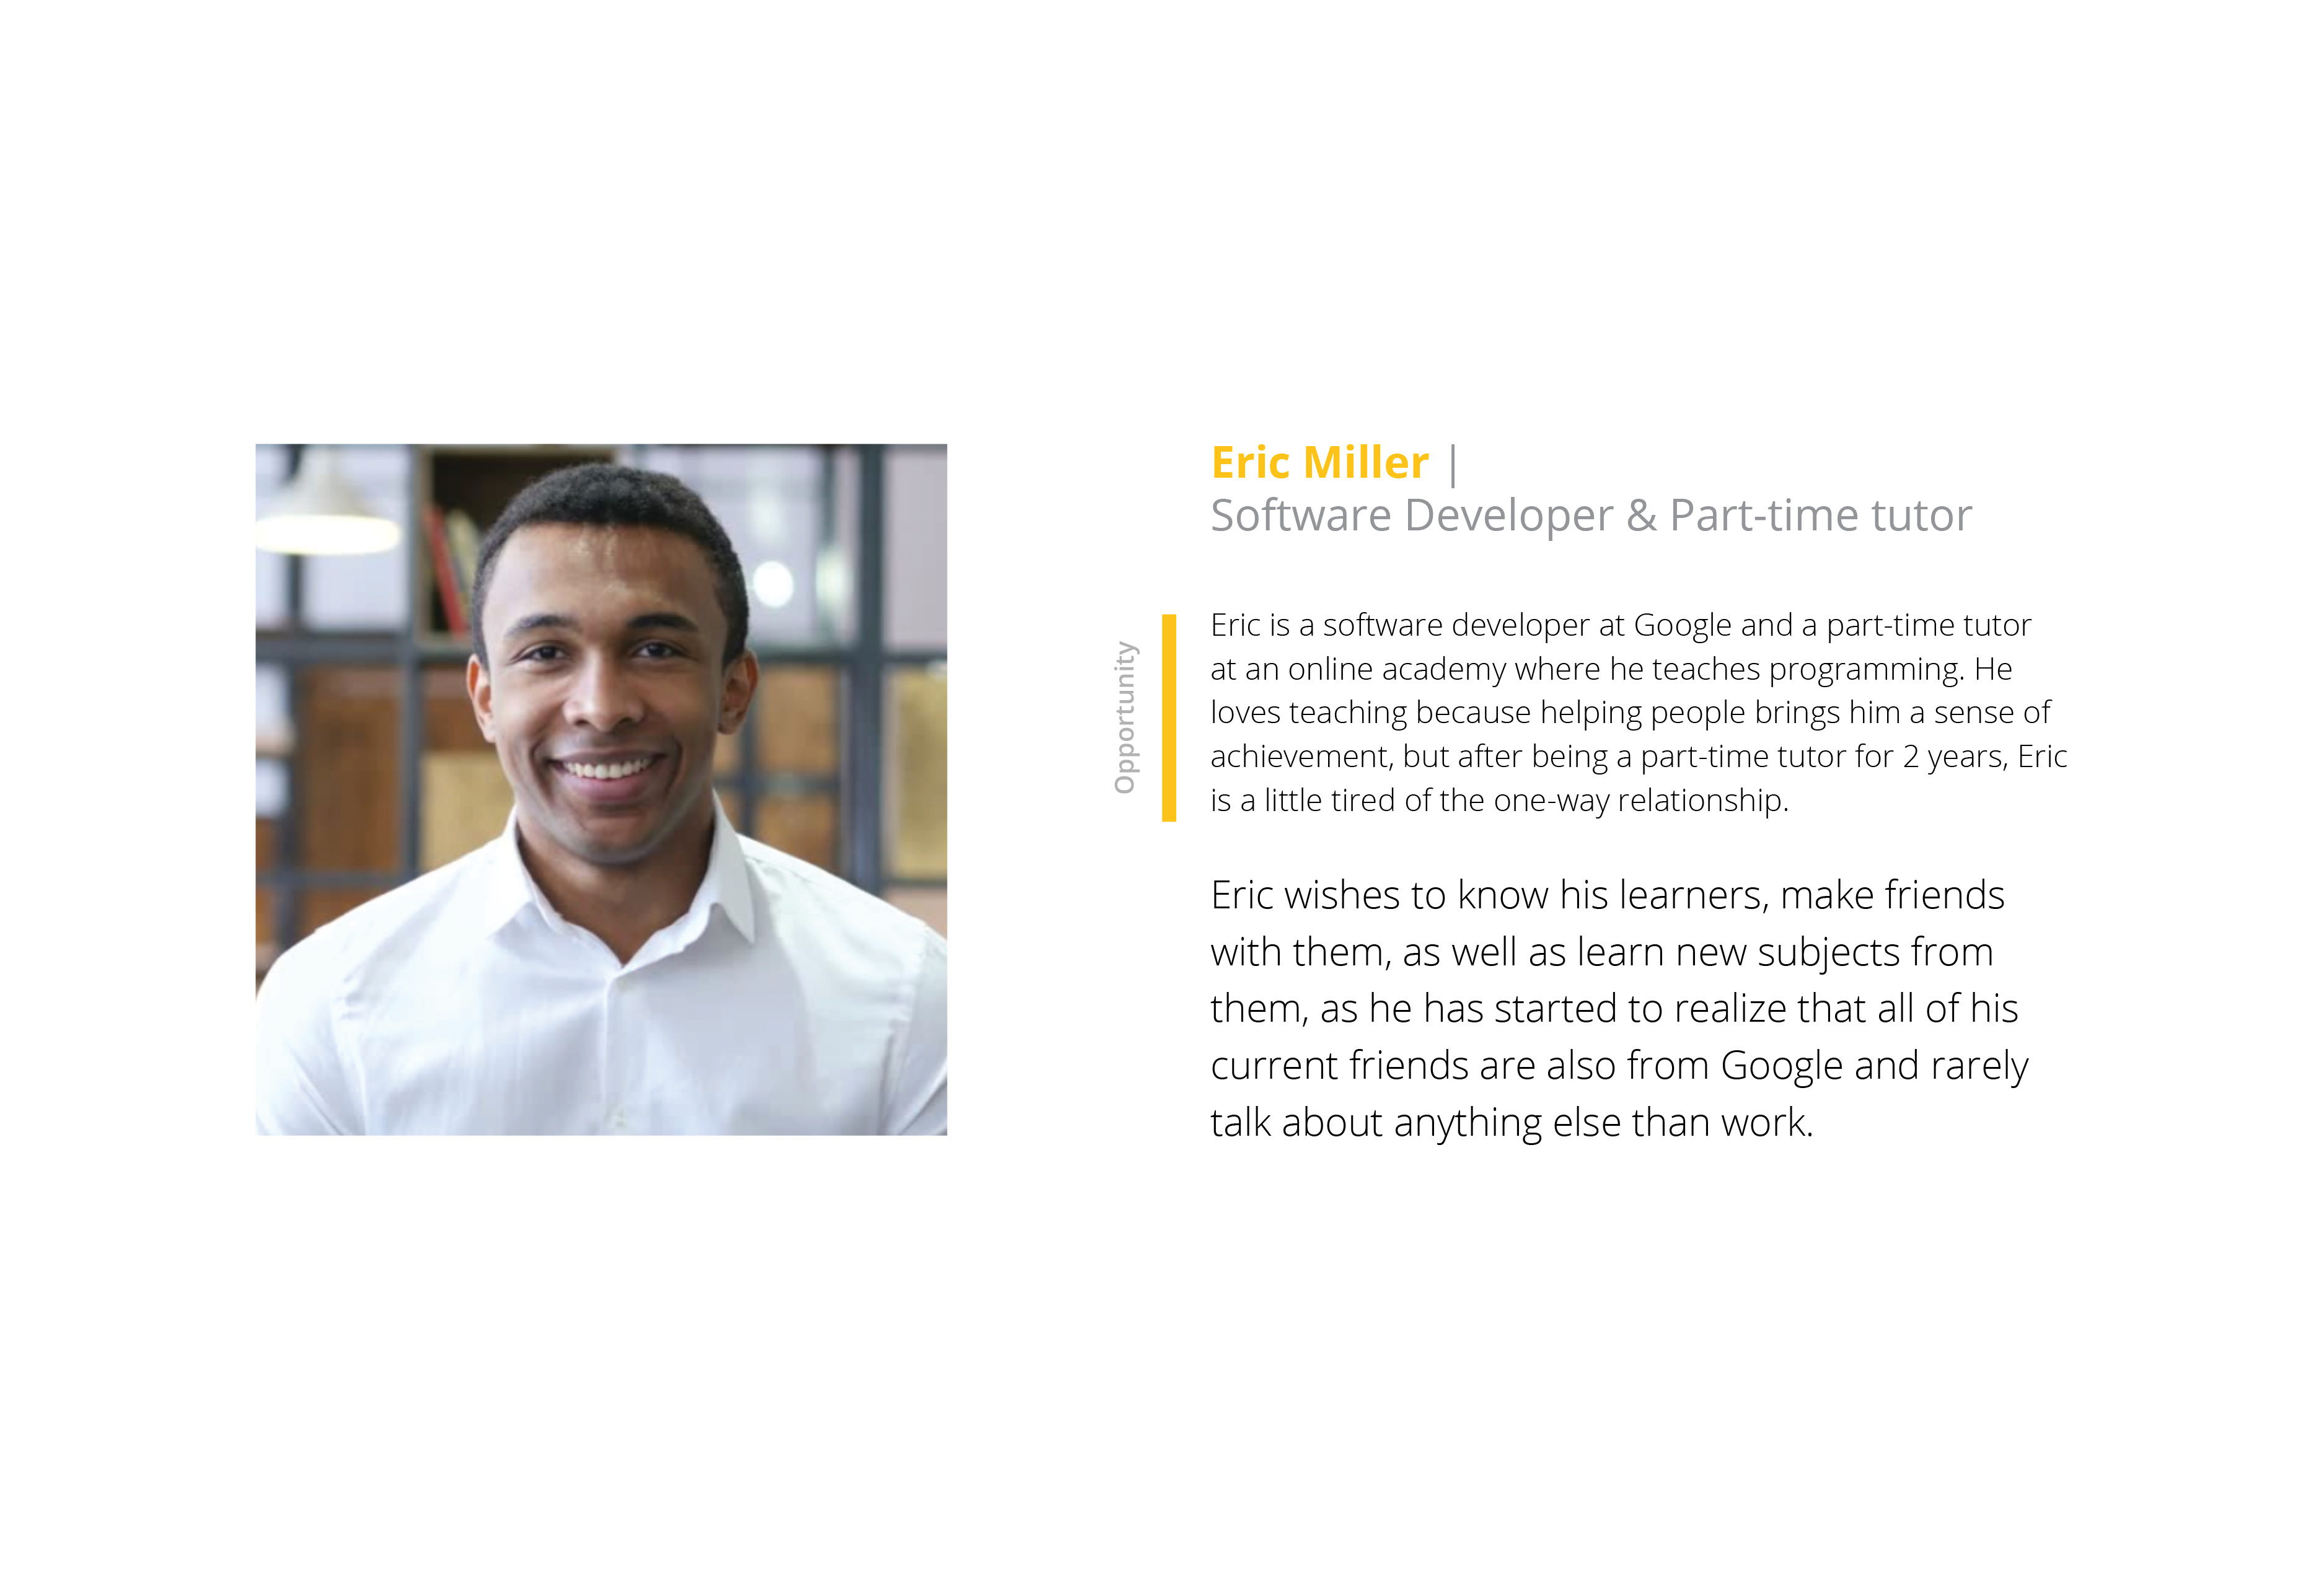 Eric Miller |
Software Developer & Part-time tutor
Opportunity
Eric is a software developer at Google and a part-time tutor
at an online academy where he teaches programming. He
loves teaching because helping people brings him a sense of
achievement, but after being a part-time tutor for 2 years, Eric
is a little tired of the one-way relationship.
Eric wishes to know his learners, make friends
with them, as well as learn new subjects from
them, as he has started to realize that all of his
current friends are also from Google and rarely
talk about anything else than work.